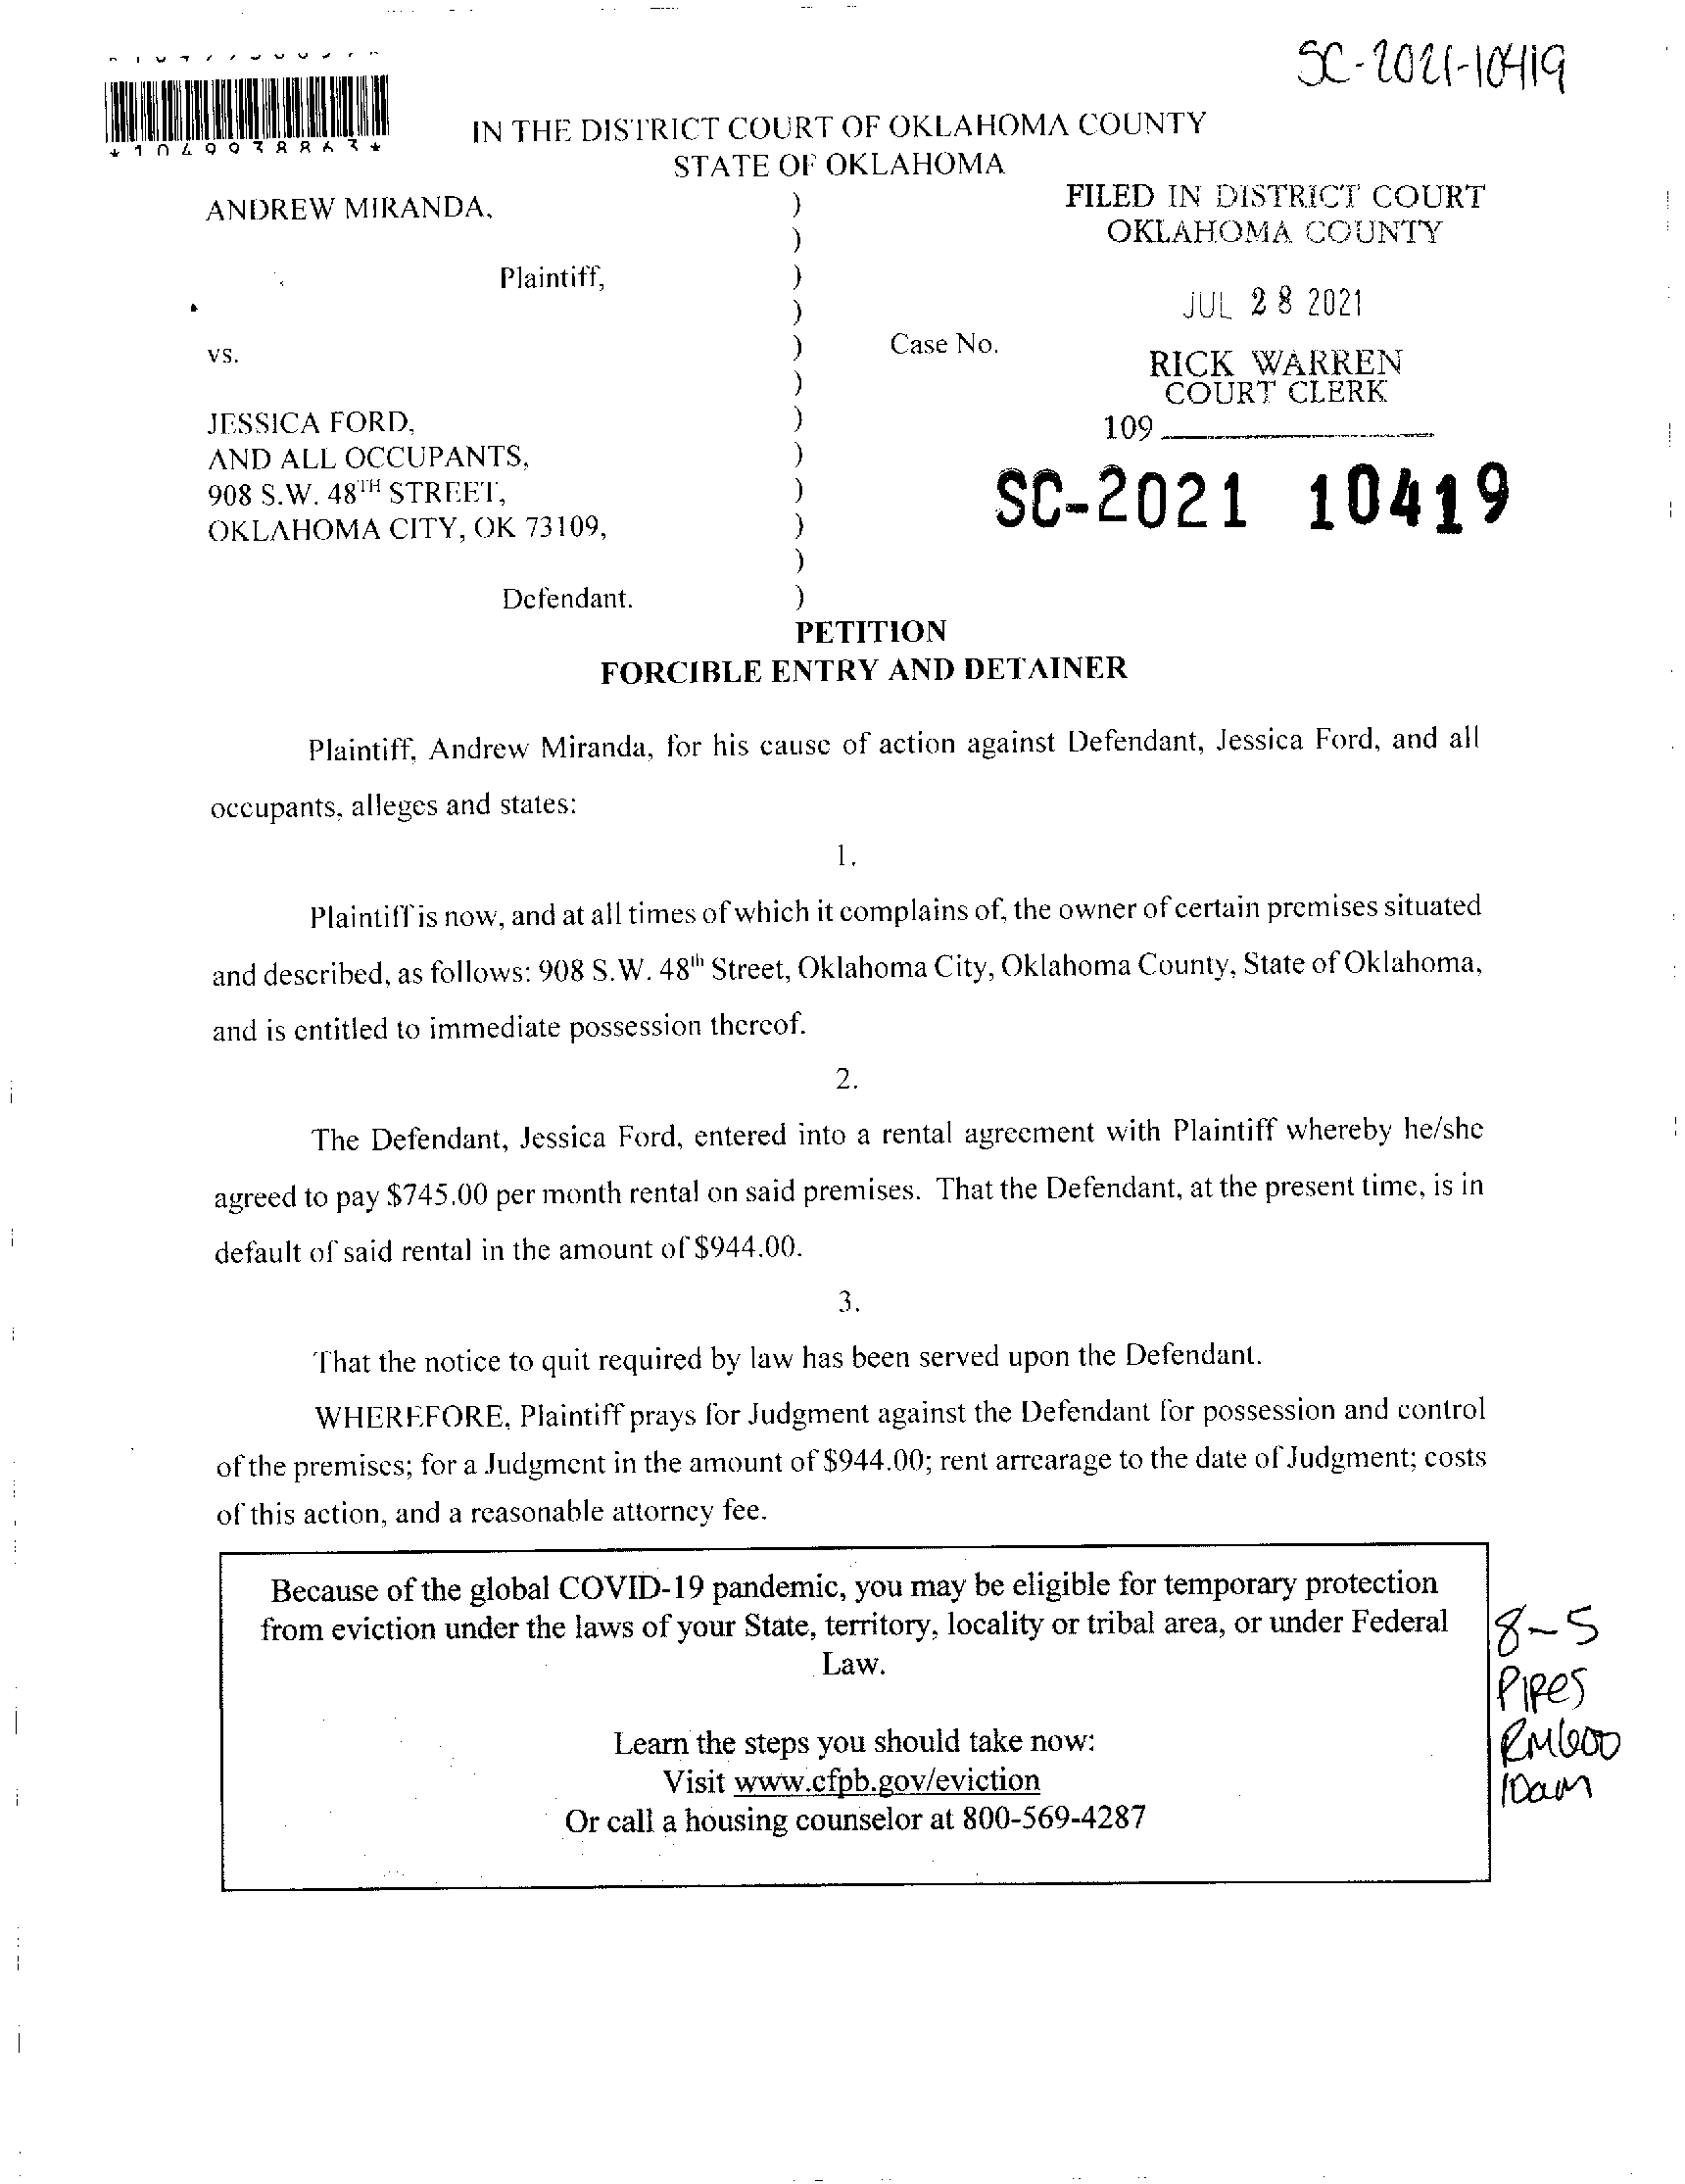 SC-2021-10419
*1049938863*
IN THE DISTRICT COURT OF OKLAHOMA COUNTY
STATE OF OKLAHOMA
FILED IN DISTRICT COURT
OKLAHOMA COUNTY
JUL 28 2021
RICK WARREN
COURT CLERK
109
SC-2021 10419
ANDREW MIRANDA, )
)
Plaintiff, )
)
vs. ) Case No.
)
JESSICA FORD, )
AND ALL OCCUPANTS, )
908 S.W. 48TH STREET, )
OKLAHOMA CITY, OK 73109, )
)
Defendant. )
PETITION
FORCIBLE ENTRY AND DETAINER
Plaintiff, Andrew Miranda, for his cause of action against Defendant, Jessica Ford, and all
occupants, alleges and states:
1.
Plaintiff is now, and at all times of which it complains of, the owner of certain premises situated
and described, as follows: 908 S.W. 48th Street, Oklahoma City, Oklahoma County, State of Oklahoma,
and is entitled to immediate possession thereof.
2.
The Defendant, Jessica Ford, entered into a rental agreement with Plaintiff whereby he/she
agreed to pay $745.00 per month rental on said premises. That the Defendant, at the present time, is in
default of said rental in the amount of $944.00.
3.
That the notice to quit required by law has been served upon the Defendant.
WHEREFORE, Plaintiff prays for Judgment against the Defendant for possession and control
of the premises; for a Judgment in the amount of $944.00; rent arrearage to the date of Judgment; costs
of this action, and a reasonable attorney fee.
Because of the global COVID-19 pandemic, you may be eligible for temporary protection
from eviction under the laws of your State, territory, locality or tribal area, or under Federal
Law.
Learn the steps you should take now:
Visit www.cfpb.gov/eviction
Or call a housing counselor at 800-569-4287
8-5
Pipes
RM600
10am